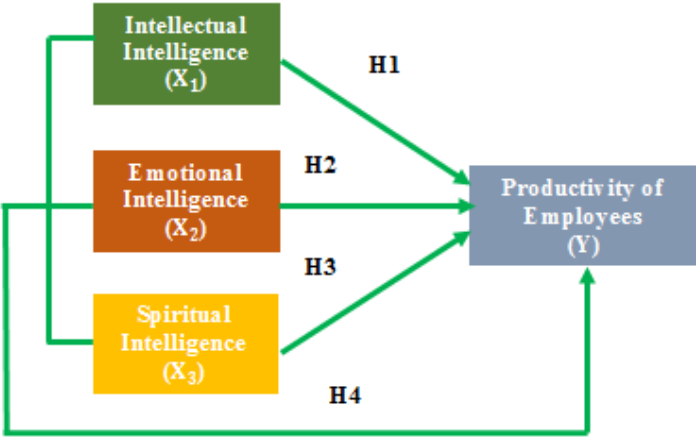 Intellectual
Intelligence
(X₁)
H1
Emotional
Intelligence
(X₂)
H2
Productivity of
Employees
(Y)
H3
Spiritual
Intelligence
(X₃)
H4